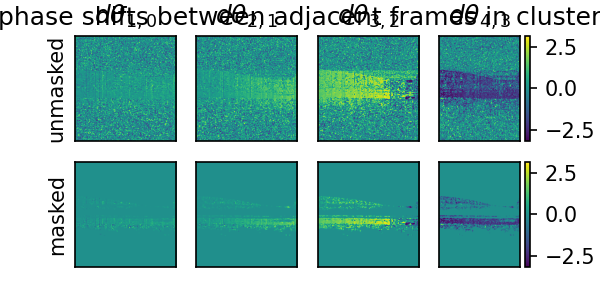 phase shifts between adjacent frames in cluster
dθ1,0 dθ2,1 dθ3,2 dθ4,3
unmasked
2.5
0.0
−2.5
masked
2.5
0.0
−2.5